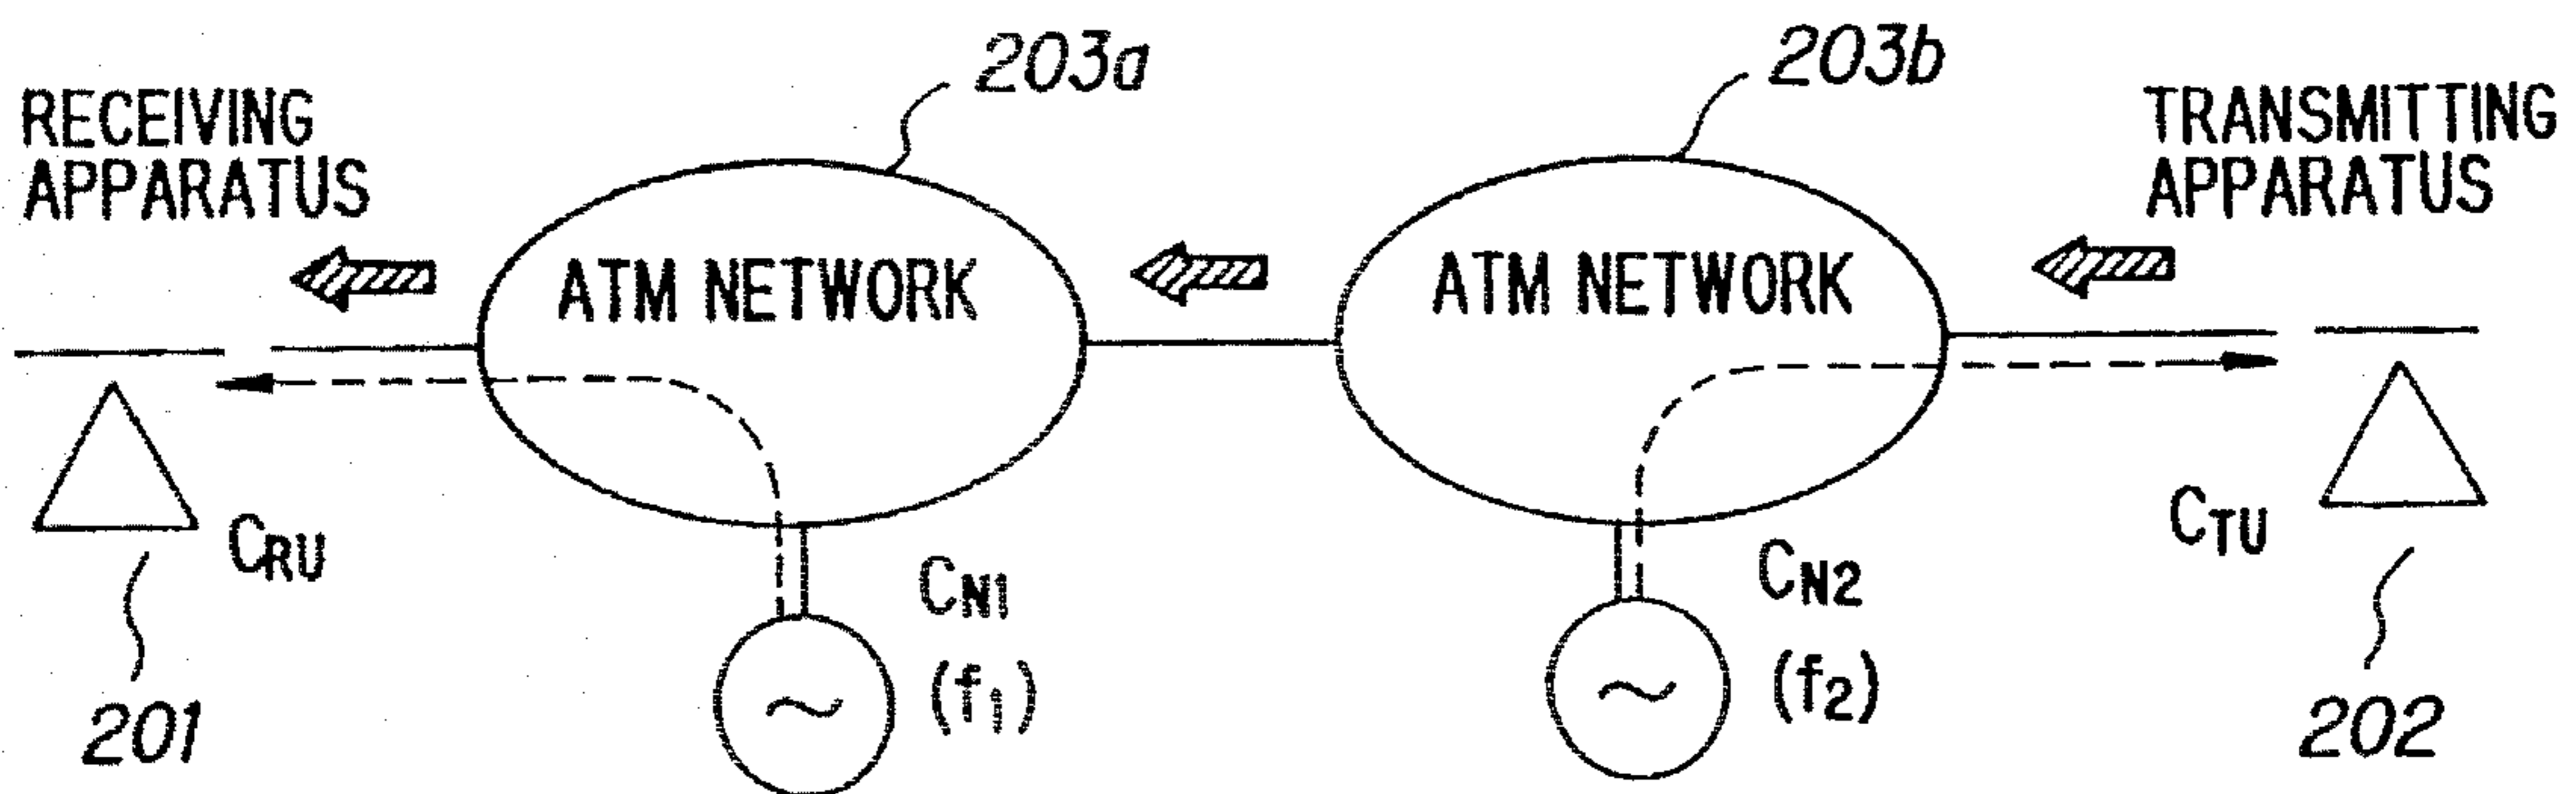 203a
203b
RECEIVING
APPARATUS
TRANSMITTING
APPARATUS
ATM NETWORK
ATM NETWORK
CRU
CN1
(f1)
CN2
(f2)
CTU
201
202